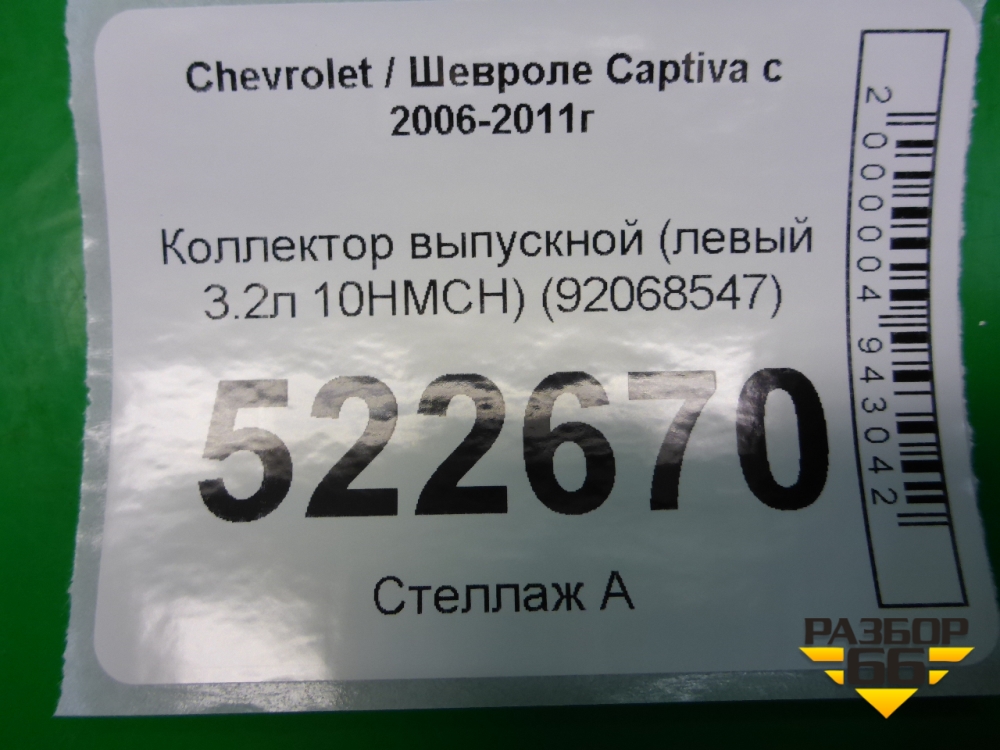 Chevrolet / Шевроле Captiva с
2006-2011г
Коллектор выпускной (левый
3.2л 10HMCH) (92068547)
522670
Стеллаж А
2000004943042
РАЗБОР
66